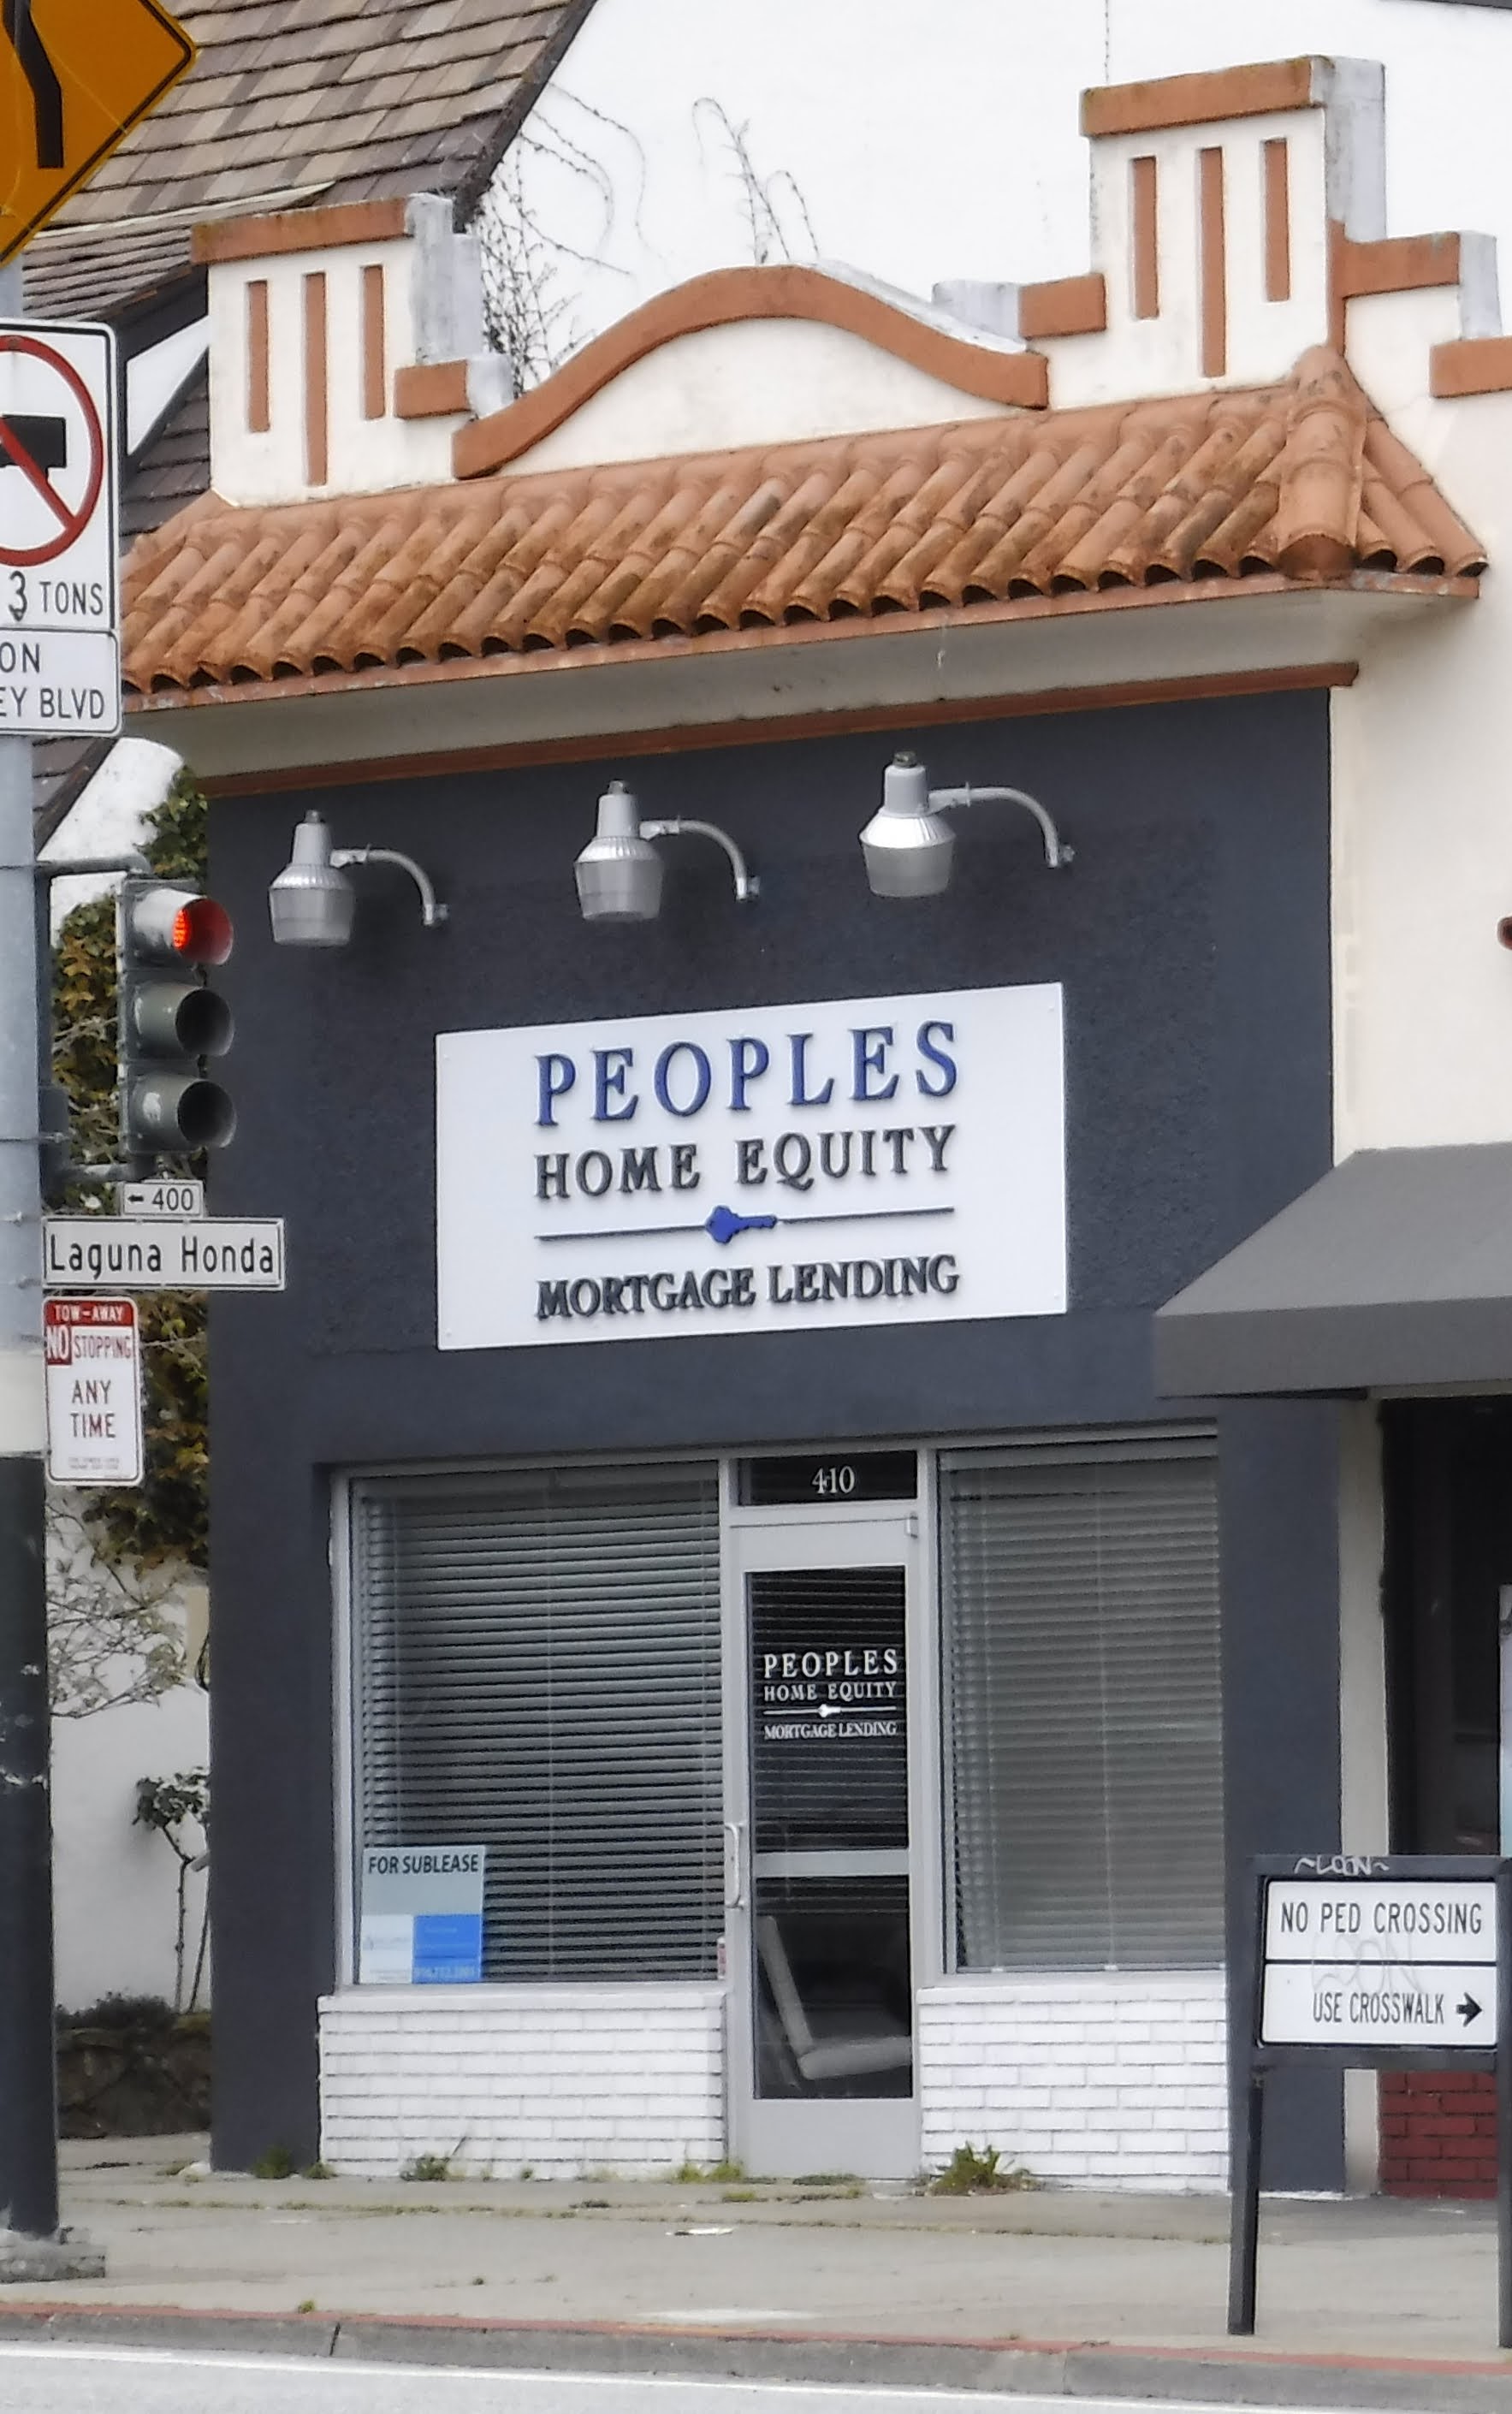 3 TONS
ON
EY BLVD
PEOPLES
HOME EQUITY
MORTGAGE LENDING
← 400
Laguna Honda
TOW-AWAY
NO STOPPING
ANY
TIME
410
PEOPLES
HOME EQUITY
MORTGAGE LENDING
FOR SUBLEASE
~LOON~
NO PED CROSSING
USE CROSSWALK →